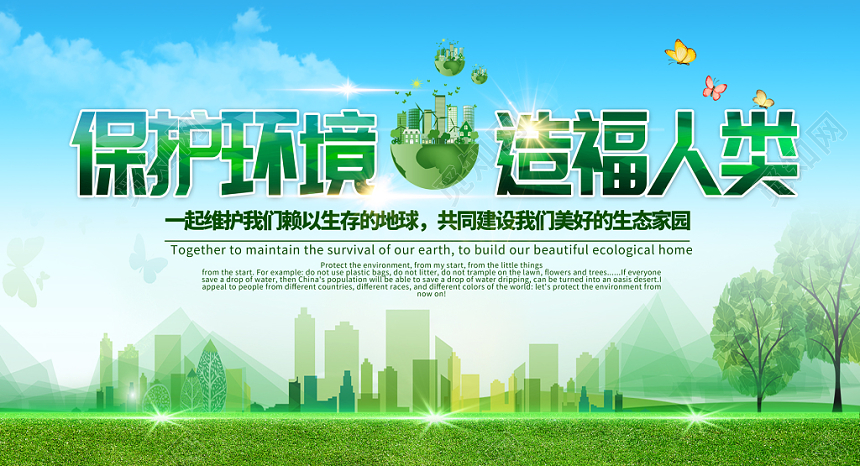 保护环境 造福人类
一起维护我们赖以生存的地球，共同建设我们美好的生态家园
Together to maintain the survival of our earth, to build our beautiful ecological home
Protect the environment, from my start, from the little things
from the start. For example: do not use plastic bags, do not litter, do not trample on the lawn, flowers and trees......If everyone
save a drop of water, then China's population will be able to save a drop of water dripping, can be turned into an oasis desert.I
appeal to people from different countries, different races, and different colors of the world: let's protect the environment from
now on!